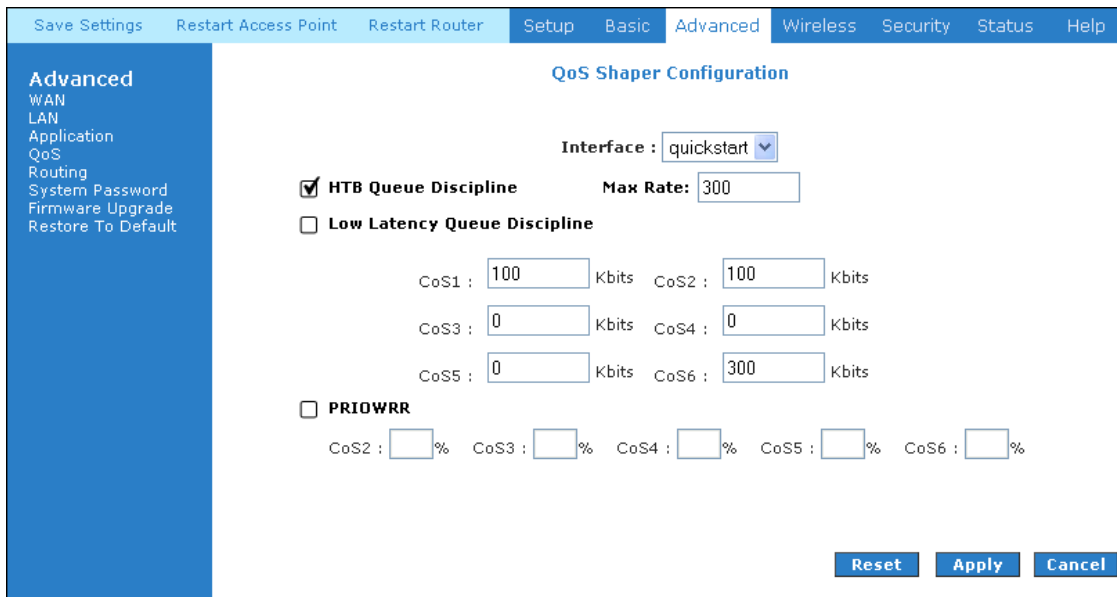 Save Settings Restart Access Point Restart Router Setup Basic Advanced Wireless Security Status Help
Advanced
WAN
LAN
Application
QoS
Routing
System Password
Firmware Upgrade
Restore To Default
QoS Shaper Configuration
Interface : quickstart
HTB Queue Discipline Max Rate: 300
Low Latency Queue Discipline
CoS1 : 100 Kbits CoS2 : 100 Kbits
CoS3 : 0 Kbits CoS4 : 0 Kbits
CoS5 : 0 Kbits CoS6 : 300 Kbits
PRIOWRR
CoS2 : % CoS3 : % CoS4 : % CoS5 : % CoS6 : %
Reset Apply Cancel